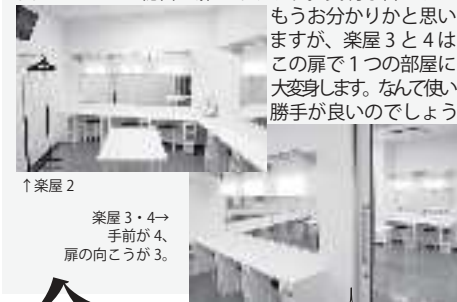 もうお分かりかと思い
ますが、楽屋3と4は
この扉で1つの部屋に
大変身します。なんて使い
勝手が良いのでしょう
↑楽屋2
楽屋3・4→
手前が4、
扉の向こうが3。